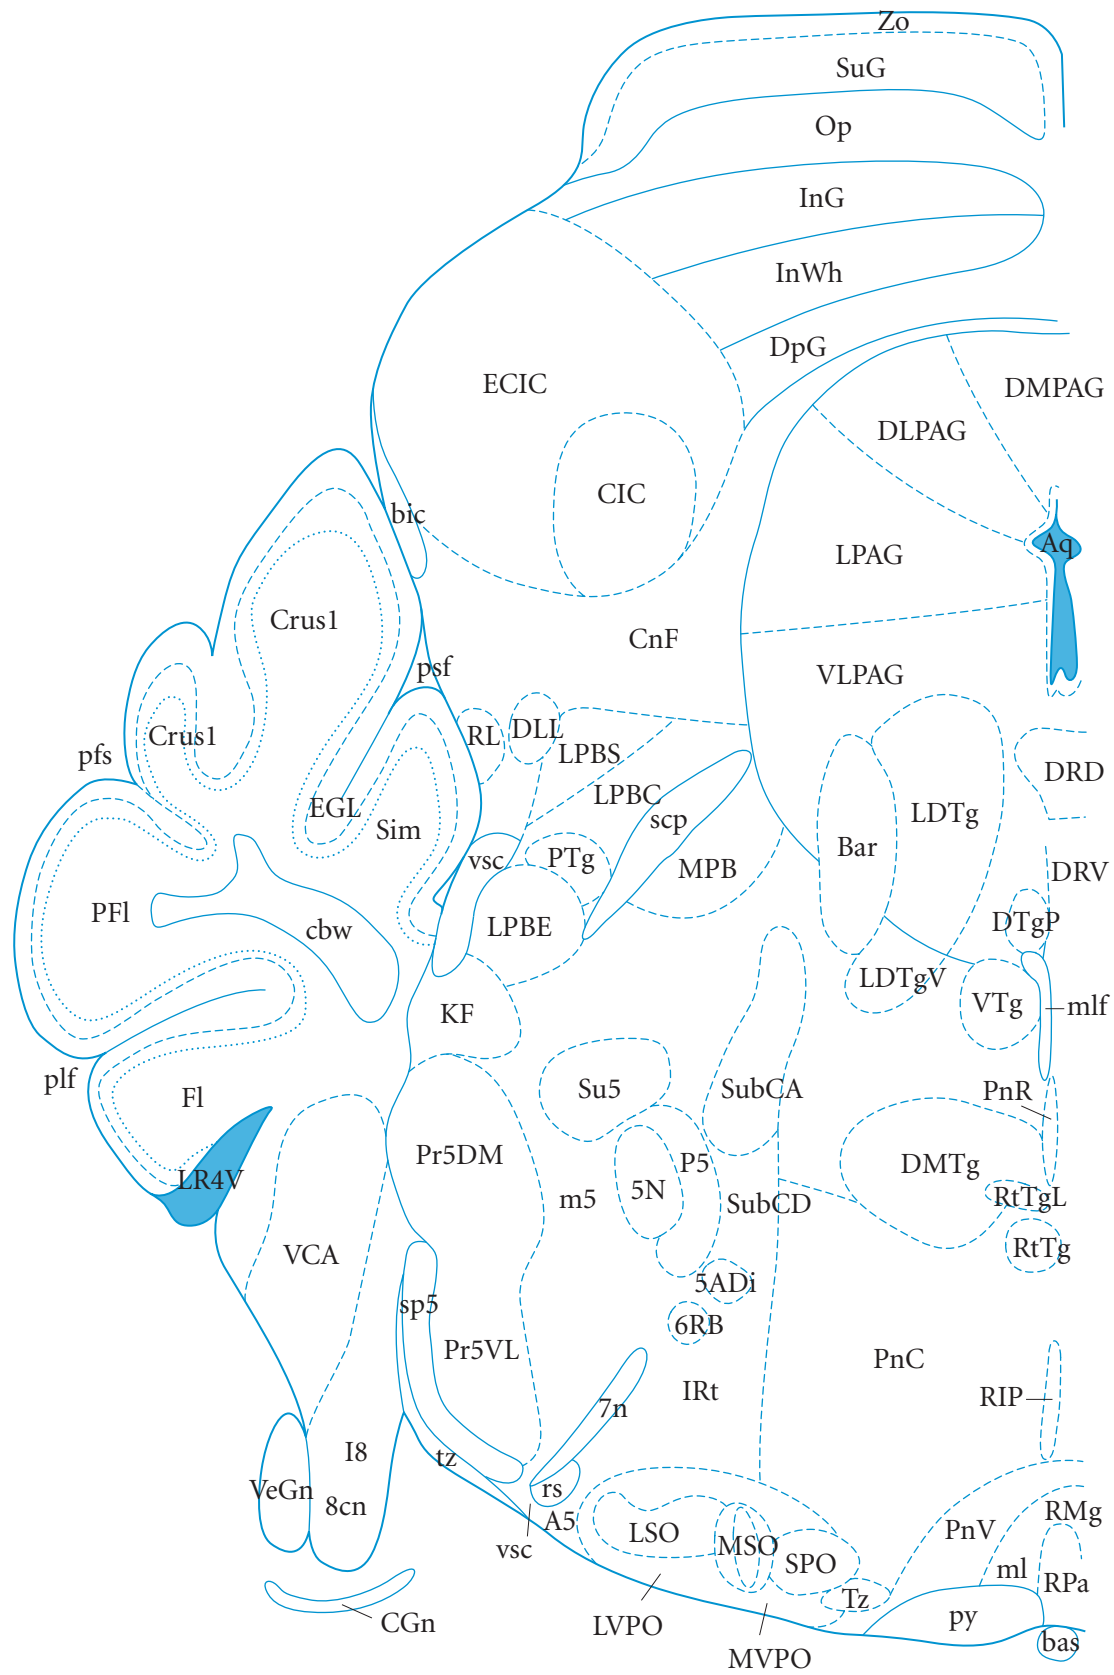 Zo
SuG
Op
InG
InWh
DpG
DMPAG
ECIC
DLPAG
CIC
bic
Aq
LPAG
Crus1
CnF
psf
VLPAG
RL
DLL
Crus1
pfs
LPBS
DRD
LPBC
EGL
scp
LDTg
Sim
Bar
vsc
PTg
MPB
DRV
PFl
LPBE
DTgP
cbw
LDTgV
VTg
mlf
KF
plf
Su5
SubCA
PnR
Fl
Pr5DM
P5
DMTg
LR4V
5N
m5
SubCD
RtTgL
VCA
RtTg
5ADi
sp5
6RB
Pr5VL
PnC
IRt
RIP
7n
I8
tz
VeGn
rs
8cn
A5
RMg
LSO
PnV
vsc
MSO
SPO
ml
RPa
Tz
CGn
LVPO
py
MVPO
bas